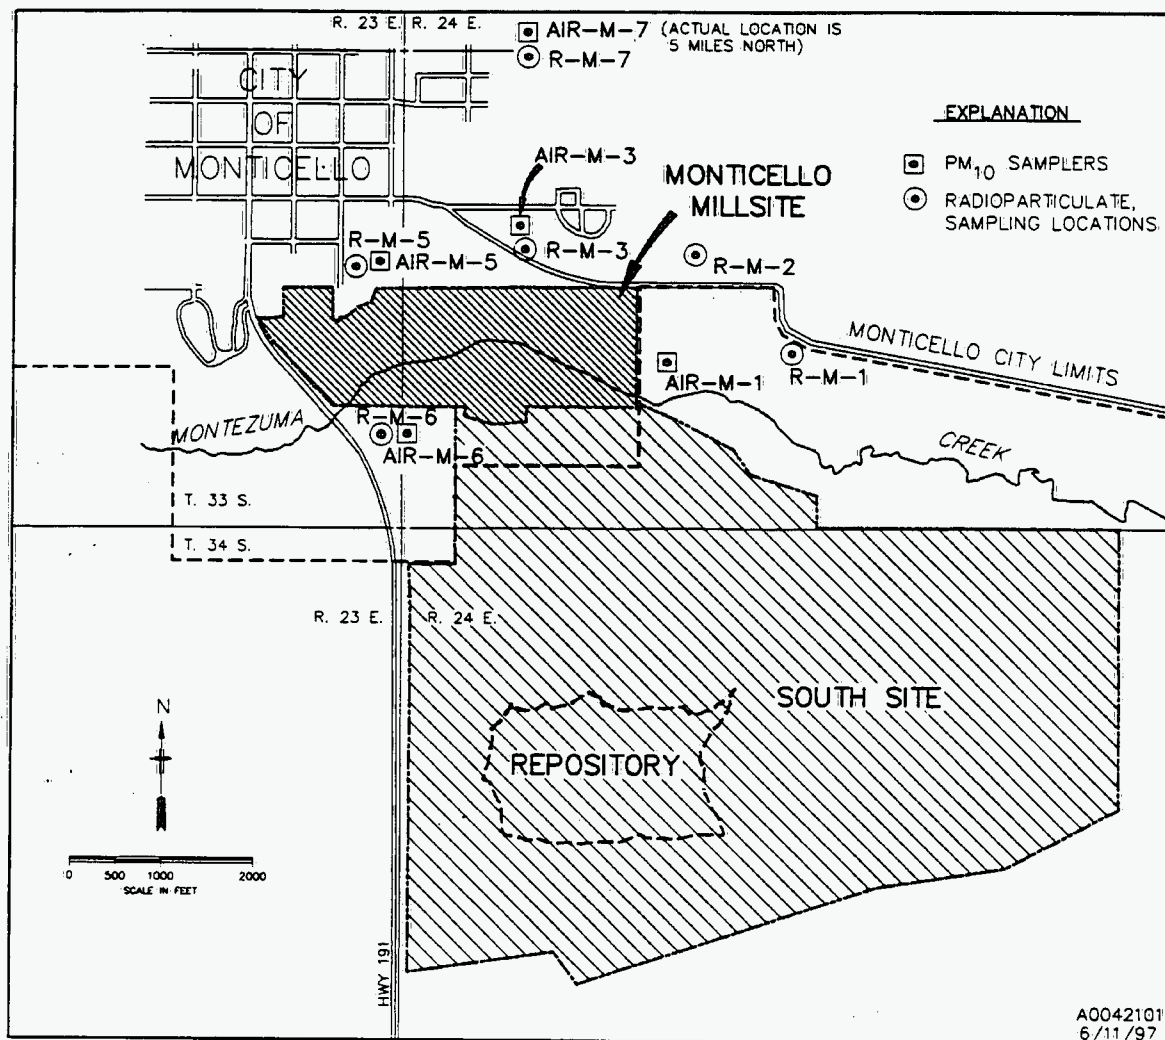 R. 23 E. R. 24 E.
AIR-M-7 (ACTUAL LOCATION IS
5 MILES NORTH)
R-M-7
CITY
OF
MONTICELLO
EXPLANATION
PM10 SAMPLERS
RADIOPARTICULATE,
SAMPLING LOCATIONS
AIR-M-3
MONTICELLO
MILLSITE
R-M-5
AIR-M-5
R-M-3
R-M-2
MONTICELLO CITY LIMITS
AIR-M-1
R-M-1
MONTEZUMA
R-M-6
AIR-M-6
CREEK
T. 33 S.
T. 34 S.
R. 23 E. R. 24 E.
N
SOUTH SITE
REPOSITORY
0 500 1000 2000
SCALE IN FEET
HWY 191
A0042101
6/11/97